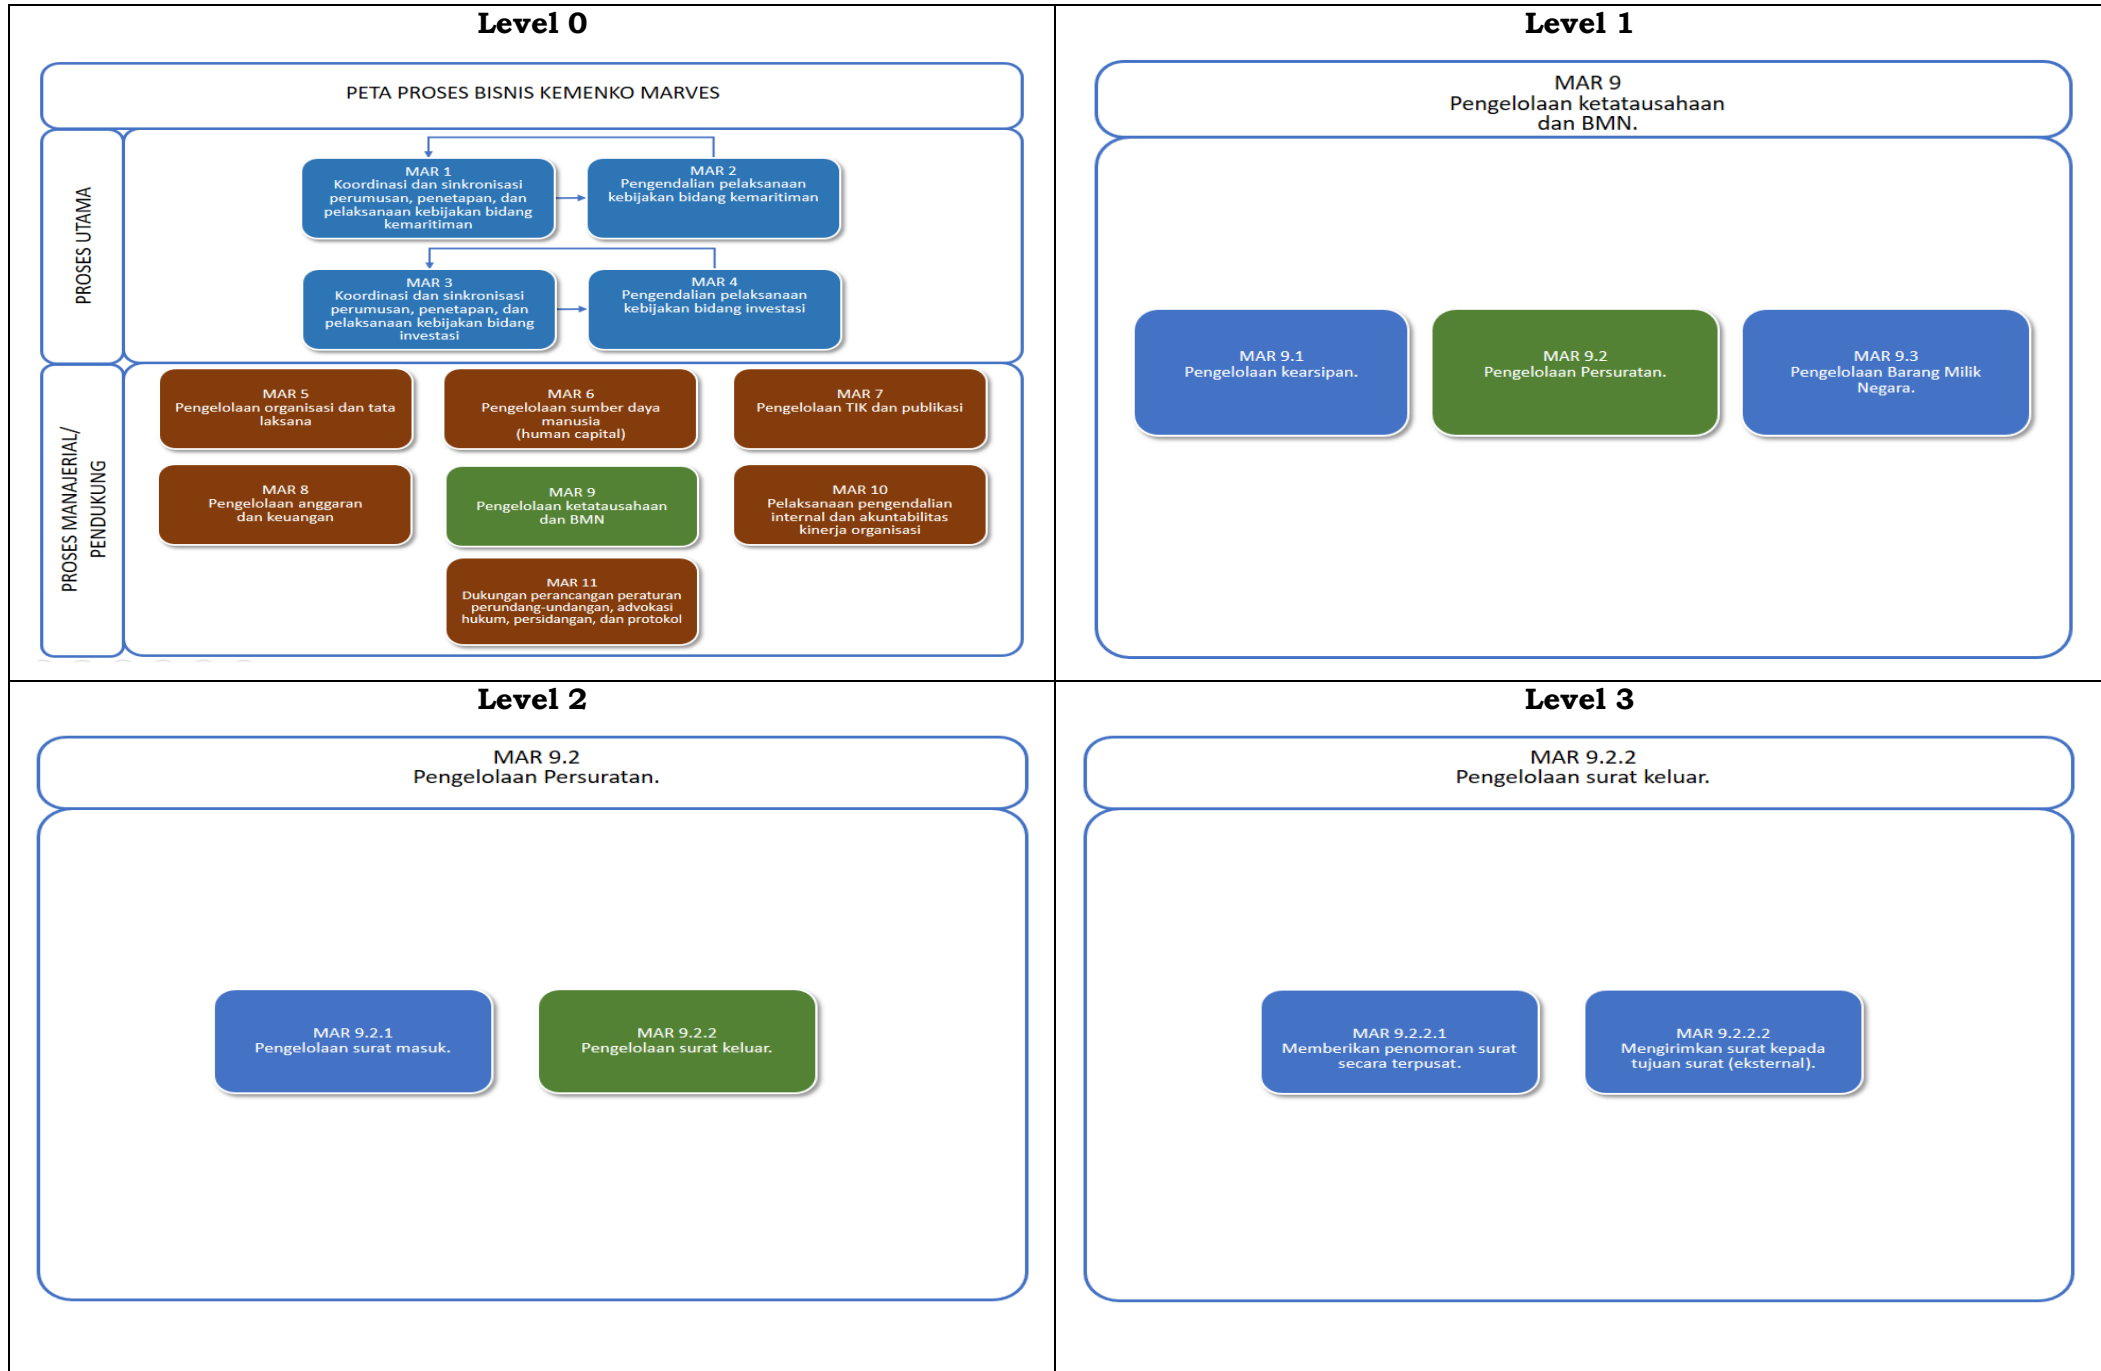 Level 0
PETA PROSES BISNIS KEMENKO MARVES
PROSES UTAMA
MAR 1
Koordinasi dan sinkronisasi
perumusan, penetapan, dan
pelaksanaan kebijakan bidang
kemaritiman
MAR 2
Pengendalian pelaksanaan
kebijakan bidang kemaritiman
MAR 3
Koordinasi dan sinkronisasi
perumusan, penetapan, dan
pelaksanaan kebijakan bidang
investasi
MAR 4
Pengendalian pelaksanaan
kebijakan bidang investasi
PROSES MANAJERIAL/
PENDUKUNG
MAR 5
Pengelolaan organisasi dan tata
laksana
MAR 6
Pengelolaan sumber daya
manusia
(human capital)
MAR 7
Pengelolaan TIK dan publikasi
MAR 8
Pengelolaan anggaran
dan keuangan
MAR 9
Pengelolaan ketatausahaan
dan BMN
MAR 10
Pelaksanaan pengendalian
internal dan akuntabilitas
kinerja organisasi
MAR 11
Dukungan perancangan peraturan
perundang-undangan, advokasi
hukum, persidangan, dan protokol
Level 1
MAR 9
Pengelolaan ketatausahaan
dan BMN.
MAR 9.1
Pengelolaan kearsipan.
MAR 9.2
Pengelolaan Persuratan.
MAR 9.3
Pengelolaan Barang Milik
Negara.
Level 2
MAR 9.2
Pengelolaan Persuratan.
MAR 9.2.1
Pengelolaan surat masuk.
MAR 9.2.2
Pengelolaan surat keluar.
Level 3
MAR 9.2.2
Pengelolaan surat keluar.
MAR 9.2.2.1
Memberikan penomoran surat
secara terpusat.
MAR 9.2.2.2
Mengirimkan surat kepada
tujuan surat (eksternal).